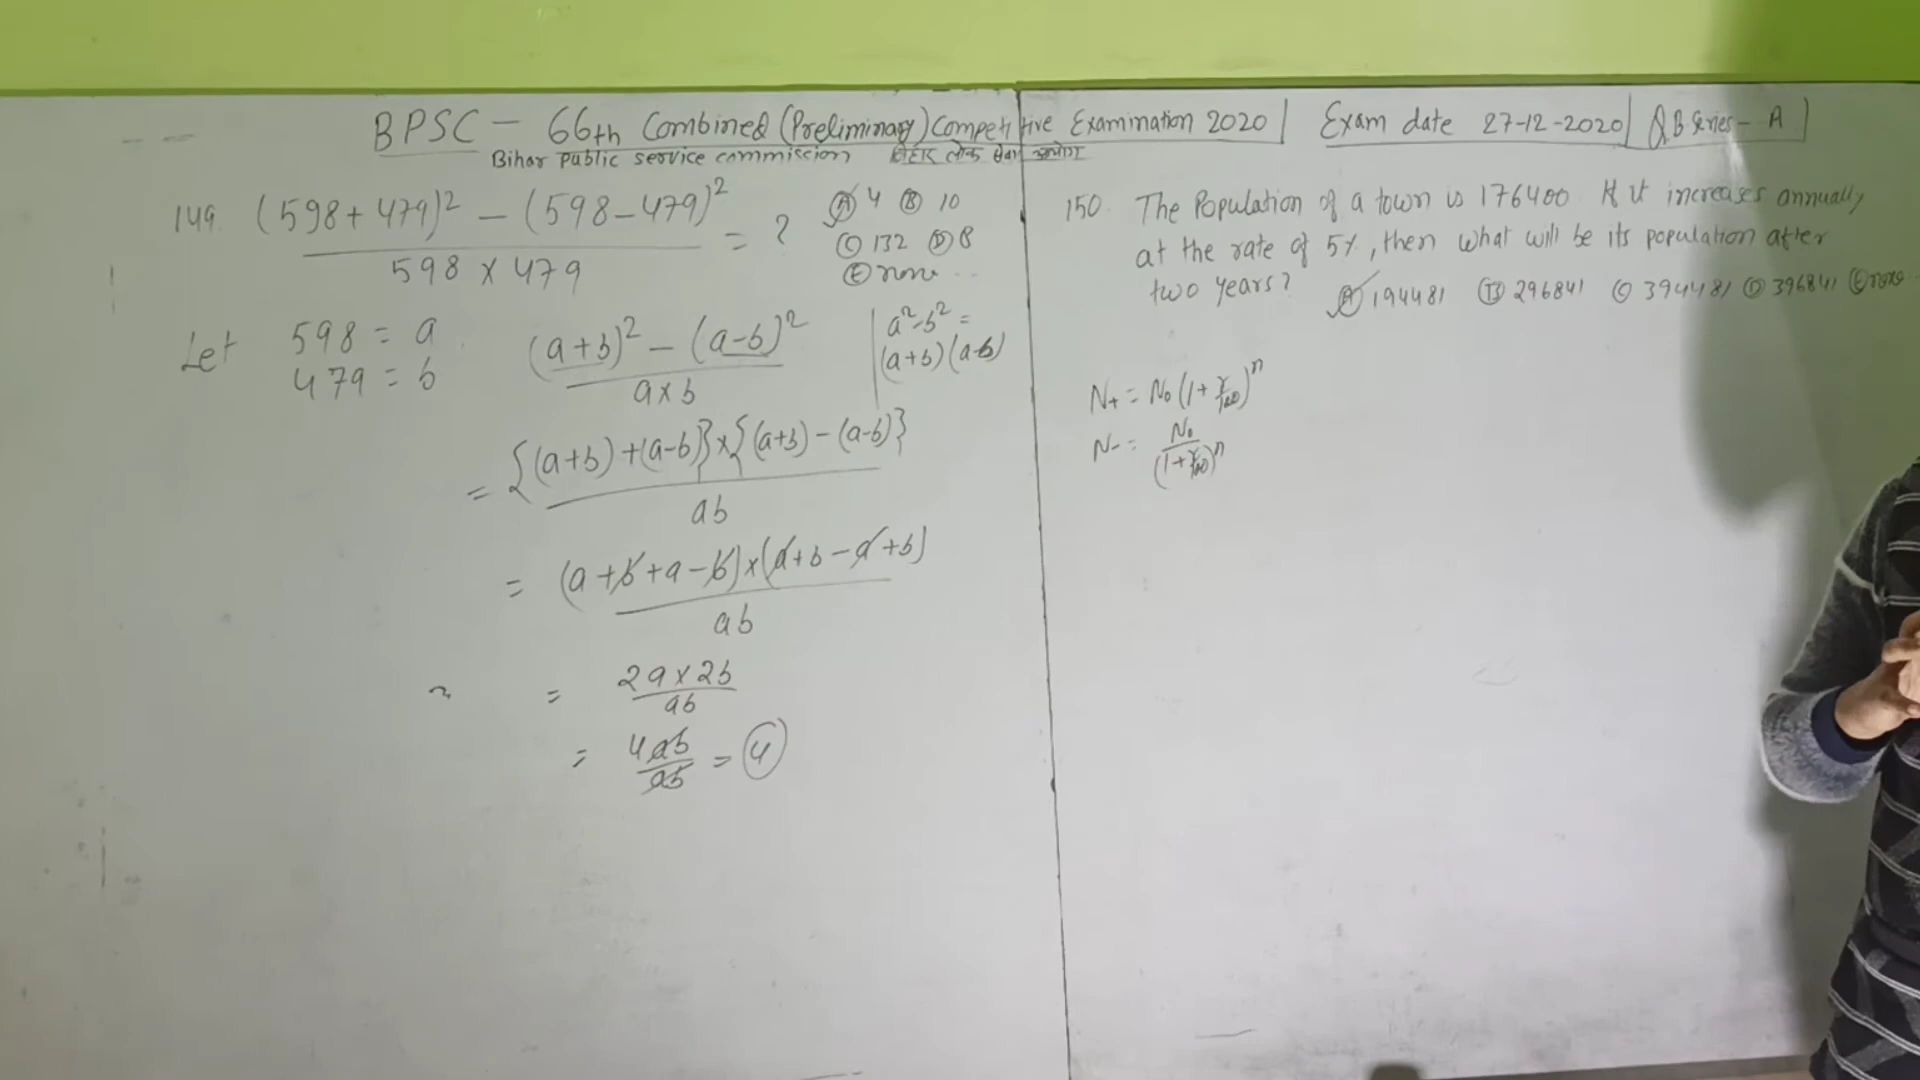 BPSC - 66th Combined (Preliminary) Competitive Examination 2020 | Exam date 27-12-2020 | QB Series - A |
Bihar Public service commission बिहार लोक सेवा आयोग
149. (598+479)² - (598-479)² = ? (A) 4 (B) 10
598 x 479 (C) 132 (D) 8
(E) none ...
Let 598 = a
479 = b
(a+b)² - (a-b)²
a x b
a²-b² =
(a+b)(a-b)
= {(a+b)+(a-b)}x{(a+b)-(a-b)}
ab
= (a+b+a-b)x(a+b-a+b)
ab
= 2a x 2b
ab
= 4ab = 4
ab
150. The Population of a town is 176400. If it increases annually
at the rate of 5%, then what will be its population after
two years? (A) 194481 (B) 296841 (C) 394481 (D) 396841 (E) none ..
N+ = N₀(1+r/100)ⁿ
N- = N₀
(1+r/100)ⁿ